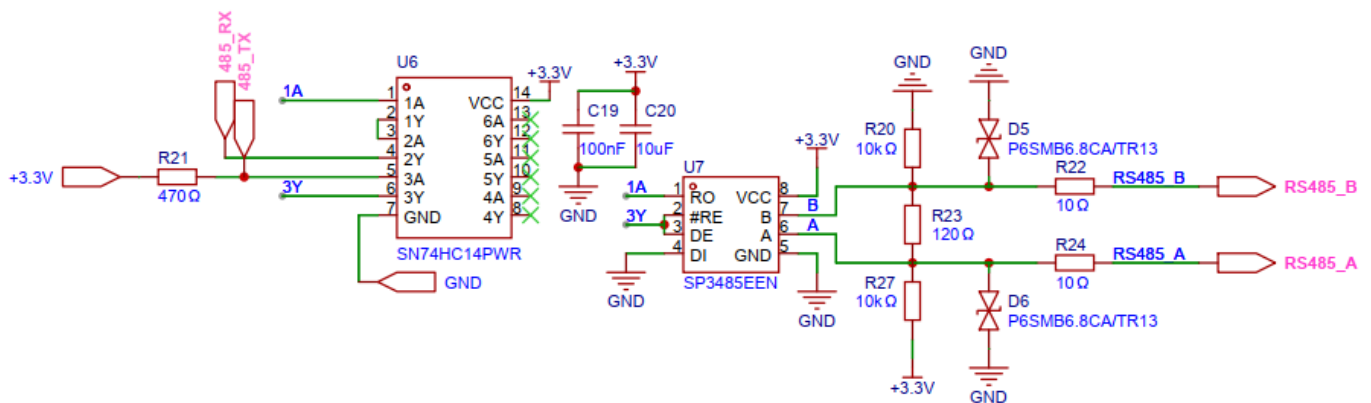 485_RX
485_TX
+3.3V
R21
470Ω
1A
3Y
U6
1 1A
2 1Y
3 2A
4 2Y
5 3A
6 3Y
7 GND
VCC 14
6A 13
6Y 12
5A 11
5Y 10
4A 9
4Y 8
SN74HC14PWR
GND
+3.3V
+3.3V
C19
100nF
C20
10uF
GND
U7
1A
3Y
1 RO
2 #RE
3 DE
4 DI
VCC 8
B 7
A 6
GND 5
SP3485EEN
GND
GND
+3.3V
B
A
GND
R20
10kΩ
R23
120Ω
R27
10kΩ
+3.3V
GND
D5
P6SMB6.8CA/TR13
R22
10Ω
RS485_B
RS485_B
R24
10Ω
RS485_A
RS485_A
D6
P6SMB6.8CA/TR13
GND